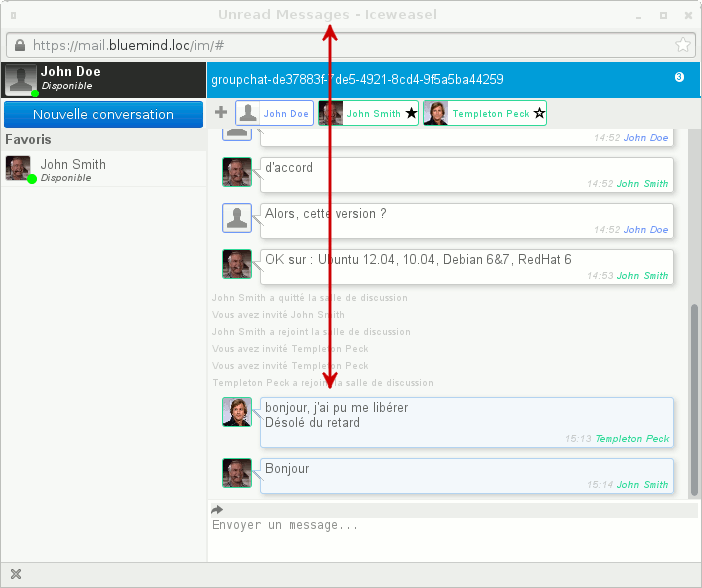 Unread Messages - Iceweasel
https://mail.bluemind.loc/im/#
John Doe
Disponible
groupchat-de37883f-7de5-4921-8cd4-9f5a5ba44259
3
Nouvelle conversation
John Doe
John Smith
Templeton Peck
Favoris
John Smith
Disponible
14:52 John Doe
d'accord
14:52 John Smith
Alors, cette version ?
14:52 John Doe
OK sur : Ubuntu 12.04, 10.04, Debian 6&7, RedHat 6
14:53 John Smith
John Smith a quitté la salle de discussion
Vous avez invité John Smith
John Smith a rejoint la salle de discussion
Vous avez invité Templeton Peck
Vous avez invité Templeton Peck
Templeton Peck a rejoint la salle de discussion
bonjour, j'ai pu me libérer
Désolé du retard
15:13 Templeton Peck
Bonjour
15:14 John Smith
Envoyer un message...